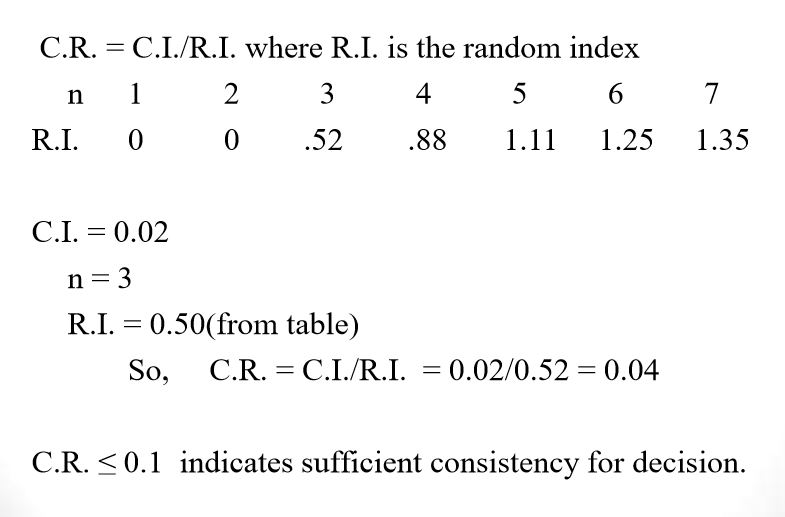 C.R. = C.I./R.I. where R.I. is the random index
n 1 2 3 4 5 6 7
R.I. 0 0 .52 .88 1.11 1.25 1.35
C.I. = 0.02
n = 3
R.I. = 0.50(from table)
So, C.R. = C.I./R.I. = 0.02/0.52 = 0.04
C.R. ≤ 0.1 indicates sufficient consistency for decision.